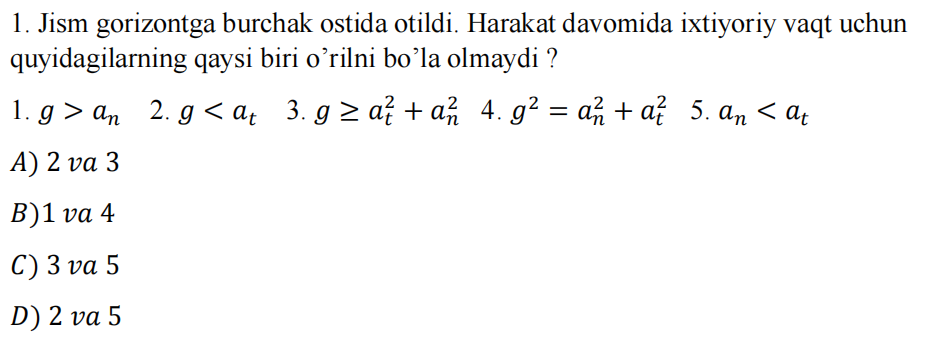 1. Jism gorizontga burchak ostida otildi. Harakat davomida ixtiyoriy vaqt uchun
quyidagilarning qaysi biri o’rilni bo’la olmaydi ?
1. g > aₙ 2. g < aₜ 3. g ≥ aₜ² + aₙ² 4. g² = aₙ² + aₜ² 5. aₙ < aₜ
A) 2 va 3
B)1 va 4
C) 3 va 5
D) 2 va 5